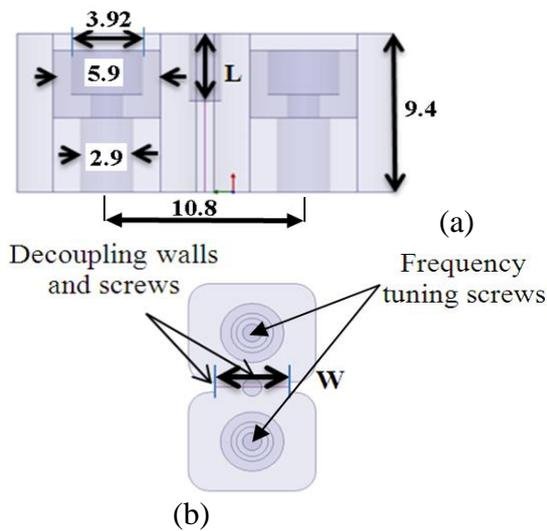 3.92
5.9
L
9.4
2.9
10.8
(a)
Decoupling walls
and screws
Frequency
tuning screws
W
(b)